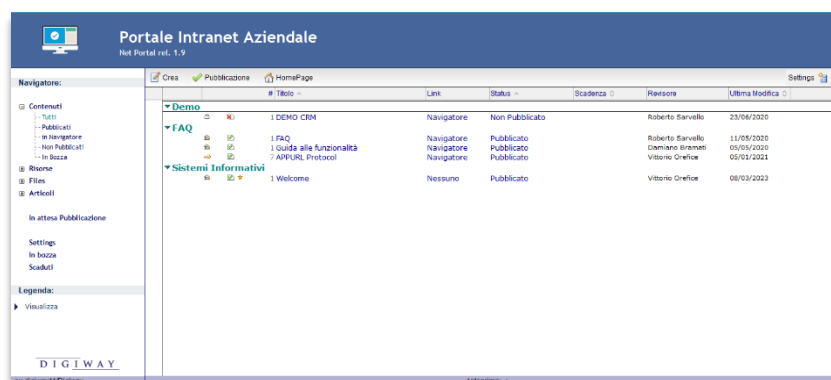 Portale Intranet Aziendale
Net Portal rel. 1.9
Navigatore:
Crea Pubblicazione HomePage Settings
# Titolo Link Status Scadenza Revisore Ultima Modifica
Contenuti
Tutti
Pubblicati
In Navigatore
Non Pubblicati
In Bozza
Risorse
Files
Articoli
In attesa Pubblicazione
Settings
In bozza
Scaduti
Legenda:
Visualizza
DIGIWAY
Demo
1 DEMO CRM Navigatore Non Pubblicato Roberto Sarvello 23/06/2020
FAQ
1 FAQ Navigatore Pubblicato Roberto Sarvello 11/05/2020
1 Guida alle funzionalità Navigatore Pubblicato Damiano Bramati 05/05/2020
7 APPURL Protocol Navigatore Pubblicato Vittorio Orefice 05/01/2021
Sistemi Informativi
1 Welcome Nessuno Pubblicato Vittorio Orefice 08/03/2023